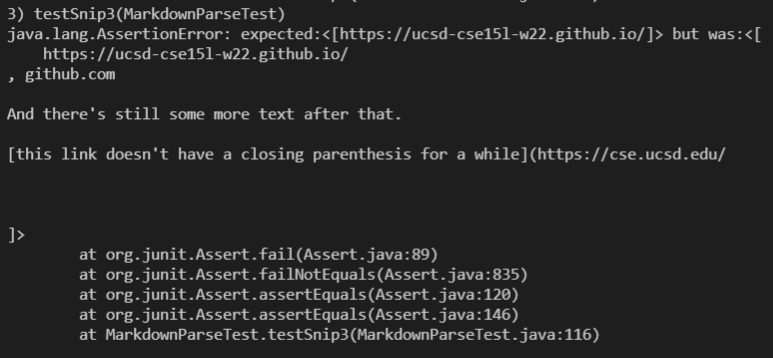 3) testSnip3(MarkdownParseTest)
java.lang.AssertionError: expected:<[https://ucsd-cse15l-w22.github.io/]> but was:<[
    https://ucsd-cse15l-w22.github.io/
, github.com

And there's still some more text after that.

[this link doesn't have a closing parenthesis for a while](https://cse.ucsd.edu/



]>
        at org.junit.Assert.fail(Assert.java:89)
        at org.junit.Assert.failNotEquals(Assert.java:835)
        at org.junit.Assert.assertEquals(Assert.java:120)
        at org.junit.Assert.assertEquals(Assert.java:146)
        at MarkdownParseTest.testSnip3(MarkdownParseTest.java:116)